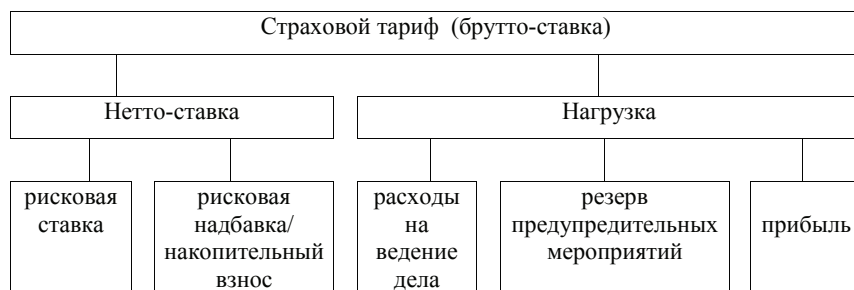 Страховой тариф (брутто-ставка)
Нетто-ставка
Нагрузка
рисковая
ставка
рисковая
надбавка/
накопительный
взнос
расходы
на
ведение
дела
резерв
предупредительных
мероприятий
прибыль